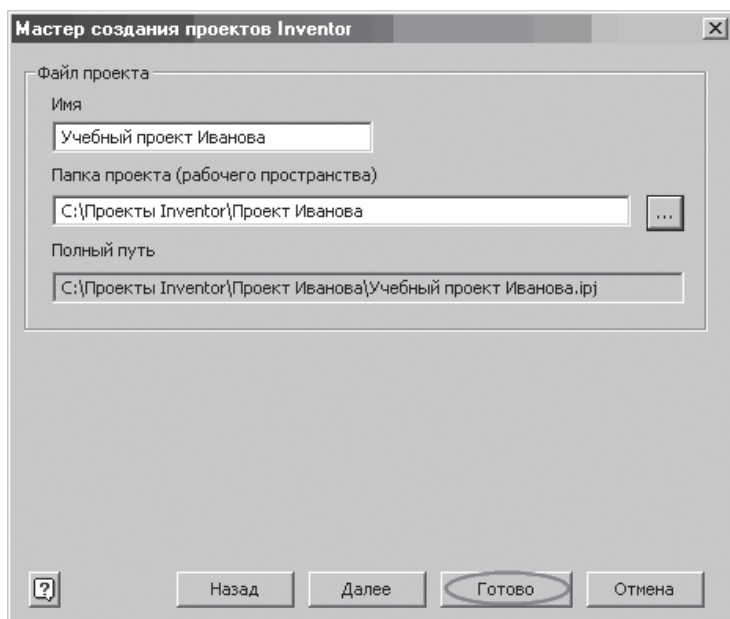 Мастер создания проектов Inventor
Файл проекта
Имя
Учебный проект Иванова
Папка проекта (рабочего пространства)
C:\Проекты Inventor\Проект Иванова
...
Полный путь
C:\Проекты Inventor\Проект Иванова\Учебный проект Иванова.ipj
? Назад Далее Готово Отмена